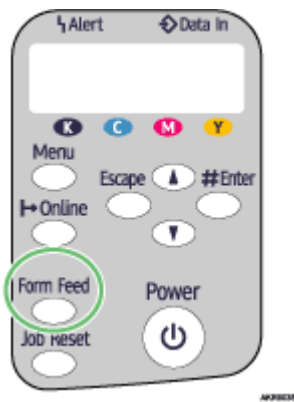 Alert Data In
K C M Y
Menu
Escape #Enter
Online
Form Feed
Power
Job Reset